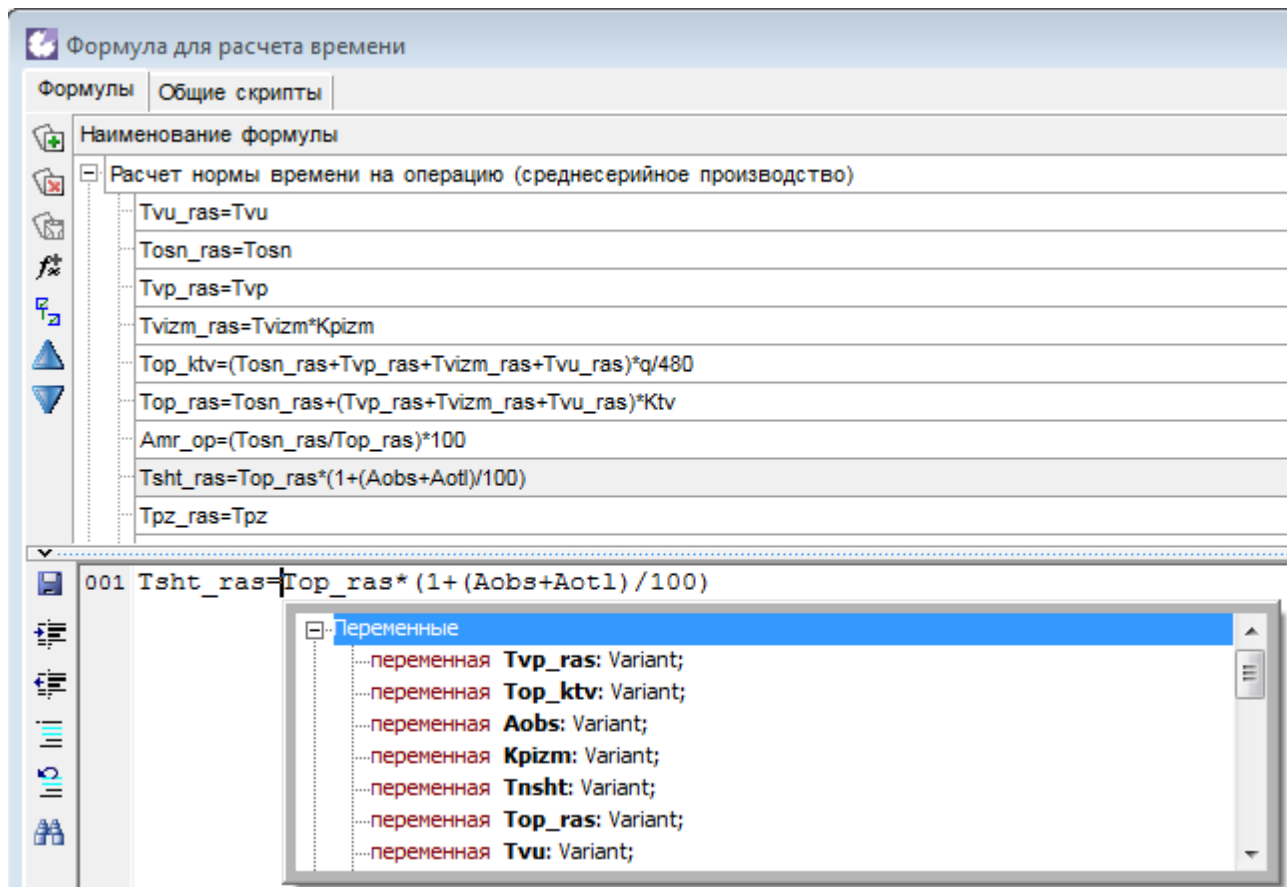 Формула для расчета времени
Формулы Общие скрипты
Наименование формулы
Расчет нормы времени на операцию (среднесерийное производство)
Tvu_ras=Tvu
Tosn_ras=Tosn
Tvp_ras=Tvp
Tvizm_ras=Tvizm*Kpizm
Top_ktv=(Tosn_ras+Tvp_ras+Tvizm_ras+Tvu_ras)*q/480
Top_ras=Tosn_ras+(Tvp_ras+Tvizm_ras+Tvu_ras)*Ktv
Amr_op=(Tosn_ras/Top_ras)*100
Tsht_ras=Top_ras*(1+(Aobs+Aotl)/100)
Tpz_ras=Tpz
001 Tsht_ras=Top_ras*(1+(Aobs+Aotl)/100)
Переменные
переменная Tvp_ras: Variant;
переменная Top_ktv: Variant;
переменная Aobs: Variant;
переменная Kpizm: Variant;
переменная Tnsht: Variant;
переменная Top_ras: Variant;
переменная Tvu: Variant;